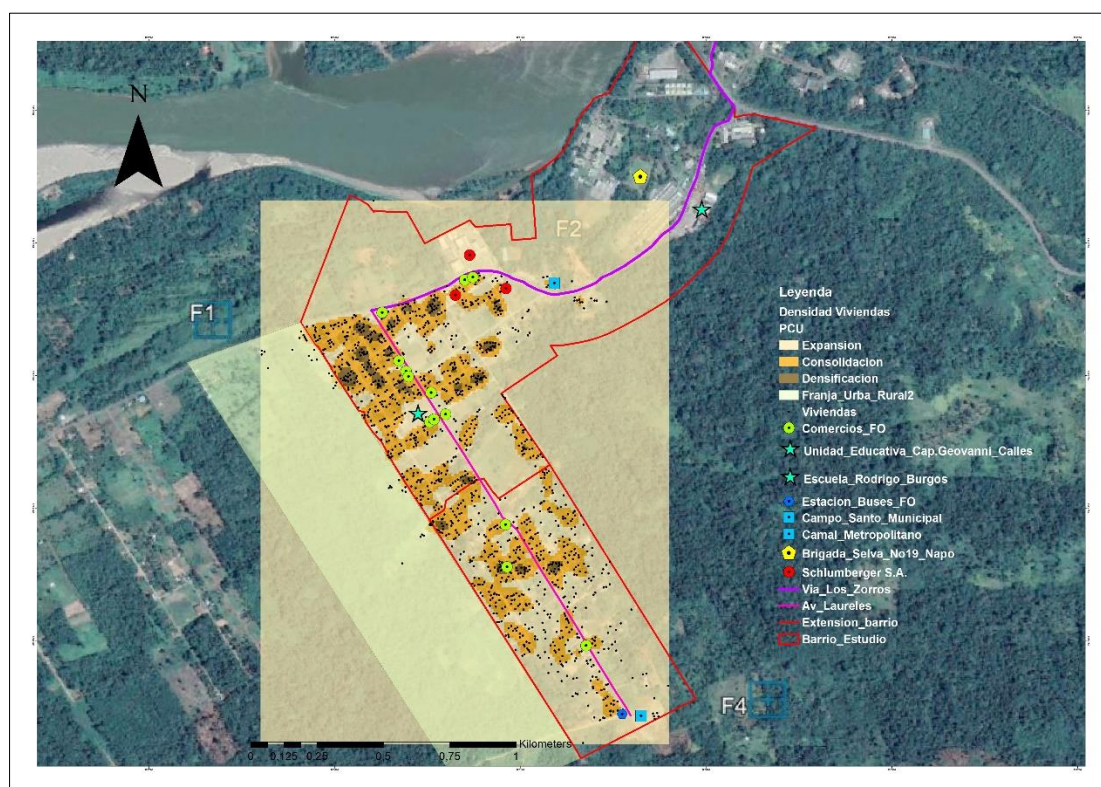 N
F2
F1
Leyenda
Densidad Viviendas
PCU
Expansion
Consolidacion
Densificacion
Franja_Urba_Rural2
Viviendas
Comercios_FO
Unidad_Educativa_Cap.Geovanni_Calles
Escuela_Rodrigo_Burgos
Estacion_Buses_FO
Campo_Santo_Municipal
Camal_Metropolitano
Brigada_Selva_No19_Napo
Schlumberger S.A.
Via_Los_Zorros
Av_Laureles
Extension_barrio
Barrio_Estudio
F4
Kilometers
0 0.125 0.25 0.5 0.75 1